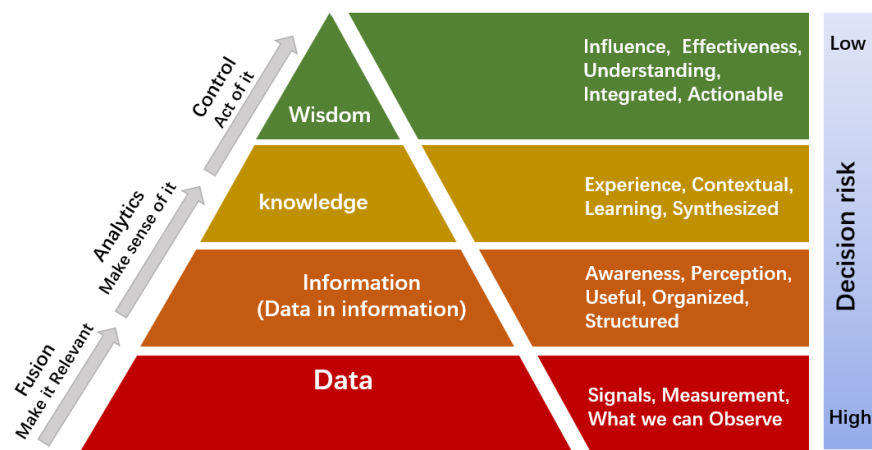 Control
Act of it
Analytics
Make sense of it
Fusion
Make it Relevant
Wisdom
Influence, Effectiveness,
Understanding,
Integrated, Actionable
knowledge
Experience, Contextual,
Learning, Synthesized
Information
(Data in information)
Awareness, Perception,
Useful, Organized,
Structured
Data
Signals, Measurement,
What we can Observe
Low
Decision risk
High